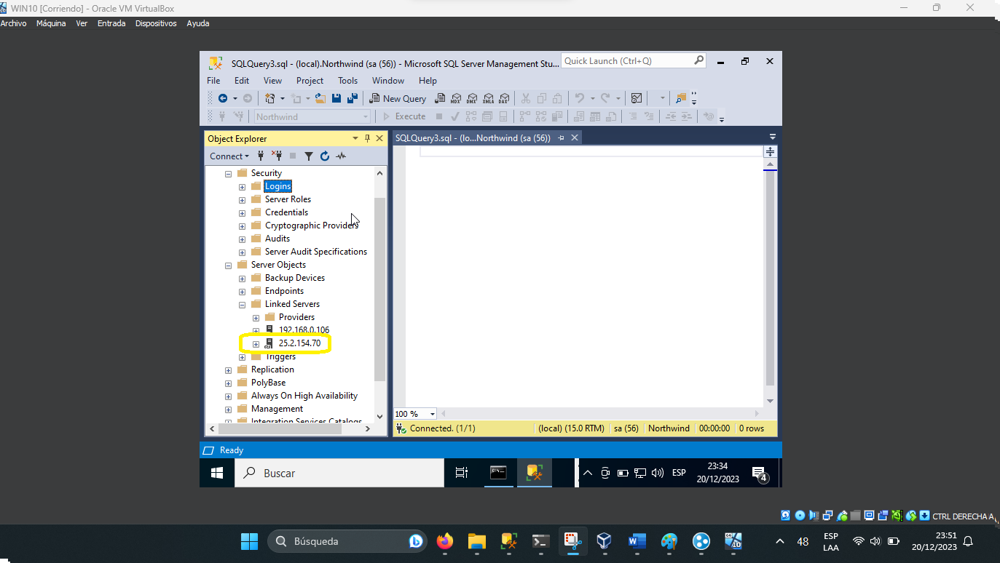 WIN10 [Corriendo] - Oracle VM VirtualBox
Archivo Máquina Ver Entrada Dispositivos Ayuda
SQLQuery3.sql - (local).Northwind (sa (56)) - Microsoft SQL Server Management Stu...
Quick Launch (Ctrl+Q)
File Edit View Project Tools Window Help
New Query MDX DMX XMLA DAX
Northwind Execute
Object Explorer
SQLQuery3.sql - (lo...Northwind (sa (56))
Connect
Security
Logins
Server Roles
Credentials
Cryptographic Providers
Audits
Server Audit Specifications
Server Objects
Backup Devices
Endpoints
Linked Servers
Providers
192.168.0.106
25.2.154.70
Triggers
Replication
PolyBase
Always On High Availability
Management
Integration Services Catalogs
100 %
Connected. (1/1) (local) (15.0 RTM) sa (56) Northwind 00:00:00 0 rows
Ready
Buscar
ESP
23:34
20/12/2023
4
CTRL DERECHA
Búsqueda
48
ESP
LAA
23:51
20/12/2023